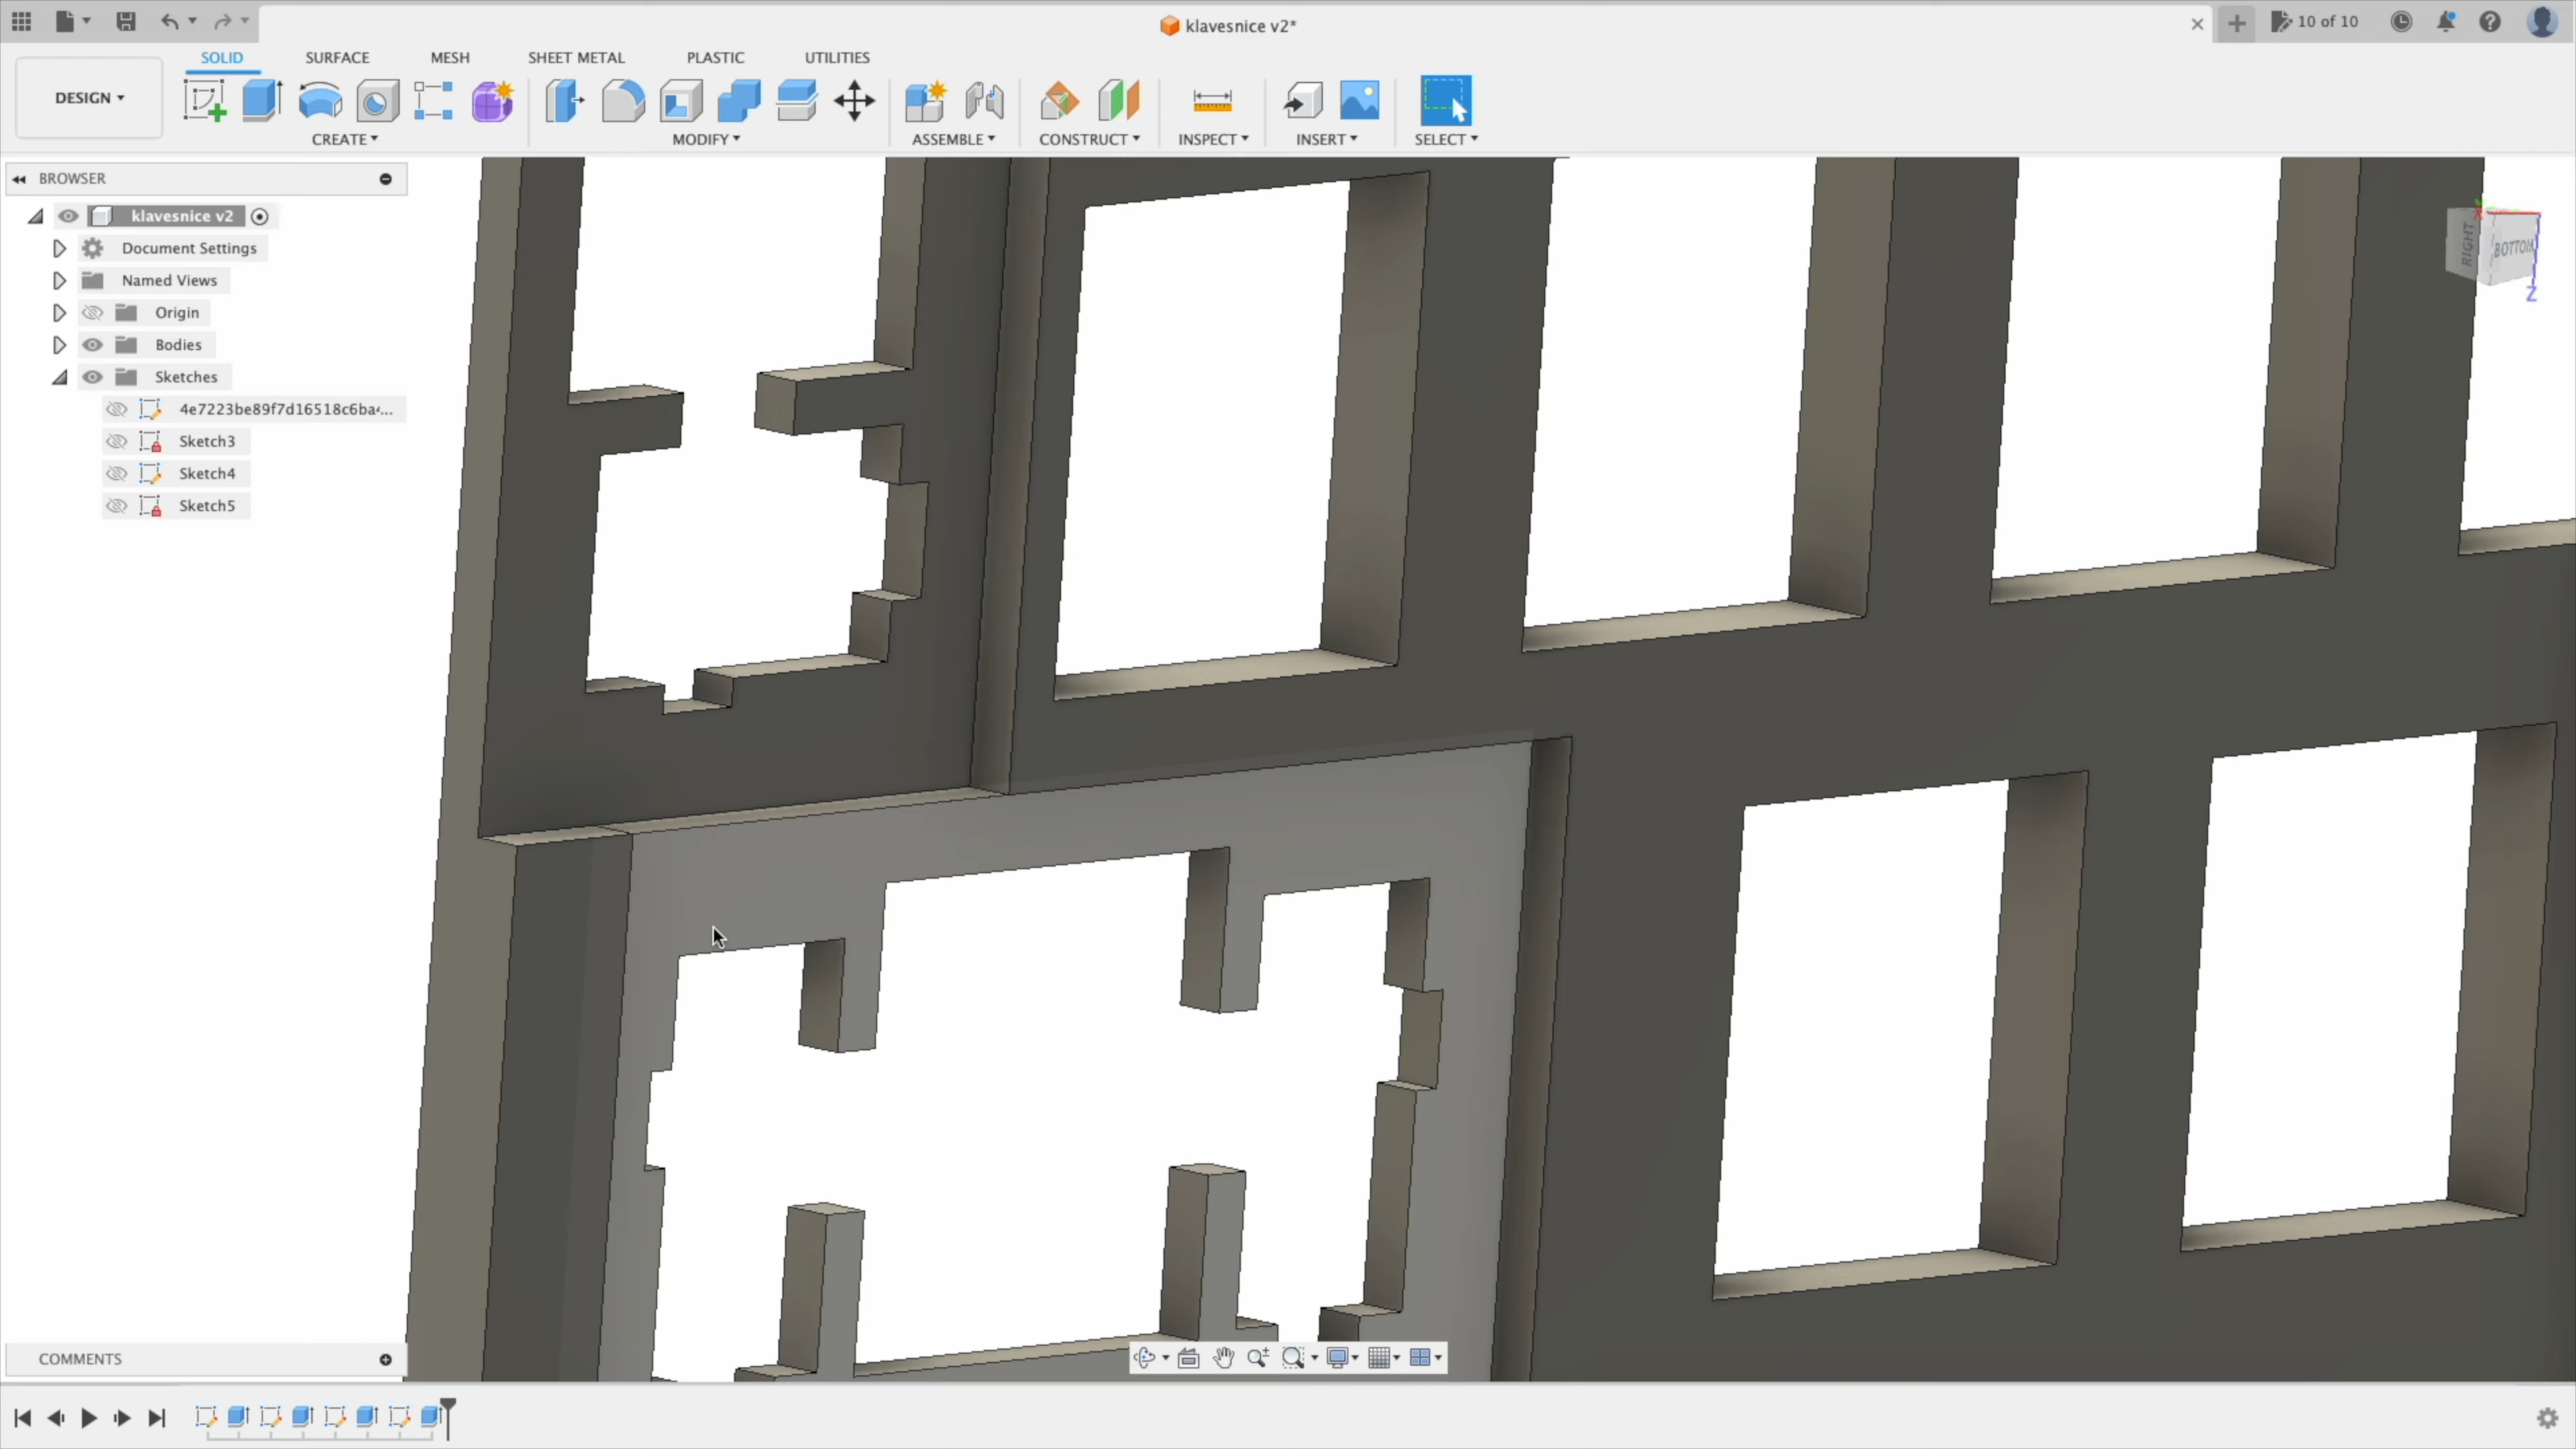 klavesnice v2*
10 of 10
SOLID SURFACE MESH SHEET METAL PLASTIC UTILITIES
DESIGN
CREATE MODIFY ASSEMBLE CONSTRUCT INSPECT INSERT SELECT
BROWSER
klavesnice v2
Document Settings
Named Views
Origin
Bodies
Sketches
4e7223be89f7d16518c6ba4...
Sketch3
Sketch4
Sketch5
RIGHT
BOTTOM
X
Y
Z
COMMENTS